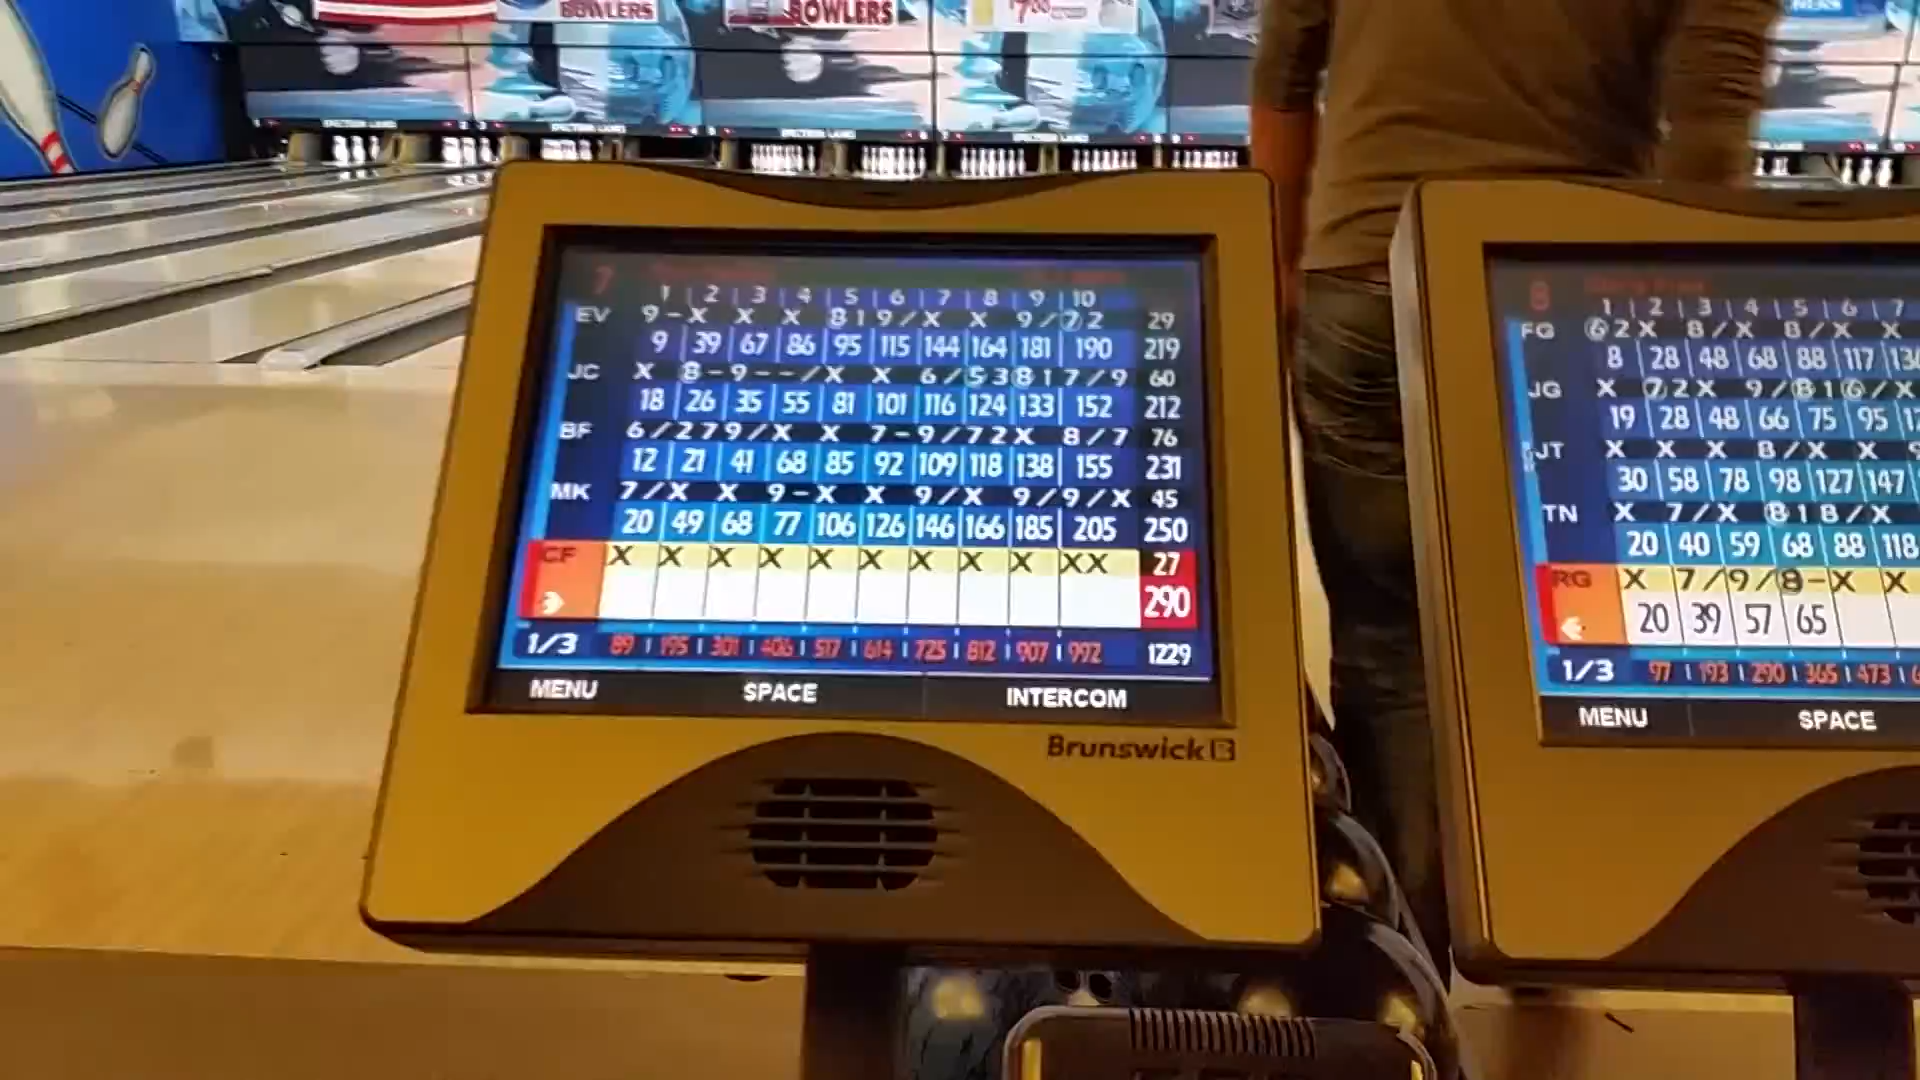 BOWLERS
BOWLERS
7
1 2 3 4 5 6 7 8 9 10
EV 9 - X X X 8 1 9 / X X 9 / 7 2 29
9 39 67 86 95 115 144 164 181 190 219
JC X 8 - 9 - - / X X 6 / 5 3 8 1 7 / 9 60
18 26 35 55 81 101 116 124 133 152 212
BF 6 / 2 7 9 / X X 7 - 9 / 7 2 X 8 / 7 76
12 21 41 68 85 92 109 118 138 155 231
MK 7 / X X 9 - X X 9 / X 9 / 9 / X 45
20 49 68 77 106 126 146 166 185 205 250
CF X X X X X X X X X X X 27
290
1/3 89 195 301 406 517 614 725 812 907 992 1229
MENU SPACE INTERCOM
Brunswick
8
1 2 3 4 5 6 7
FG 6 2 X 8 / X 8 / X X
8 28 48 68 88 117
JG X 7 2 X 9 / 8 1 6 / X
19 28 48 66 75 95
JT X X X 8 / X X
30 58 78 98 127 147
TN X 7 / X 8 1 8 / X
20 40 59 68 88 118
RG X 7 / 9 / 8 - X X
20 39 57 65
1/3 97 193 290 365 473
MENU SPACE